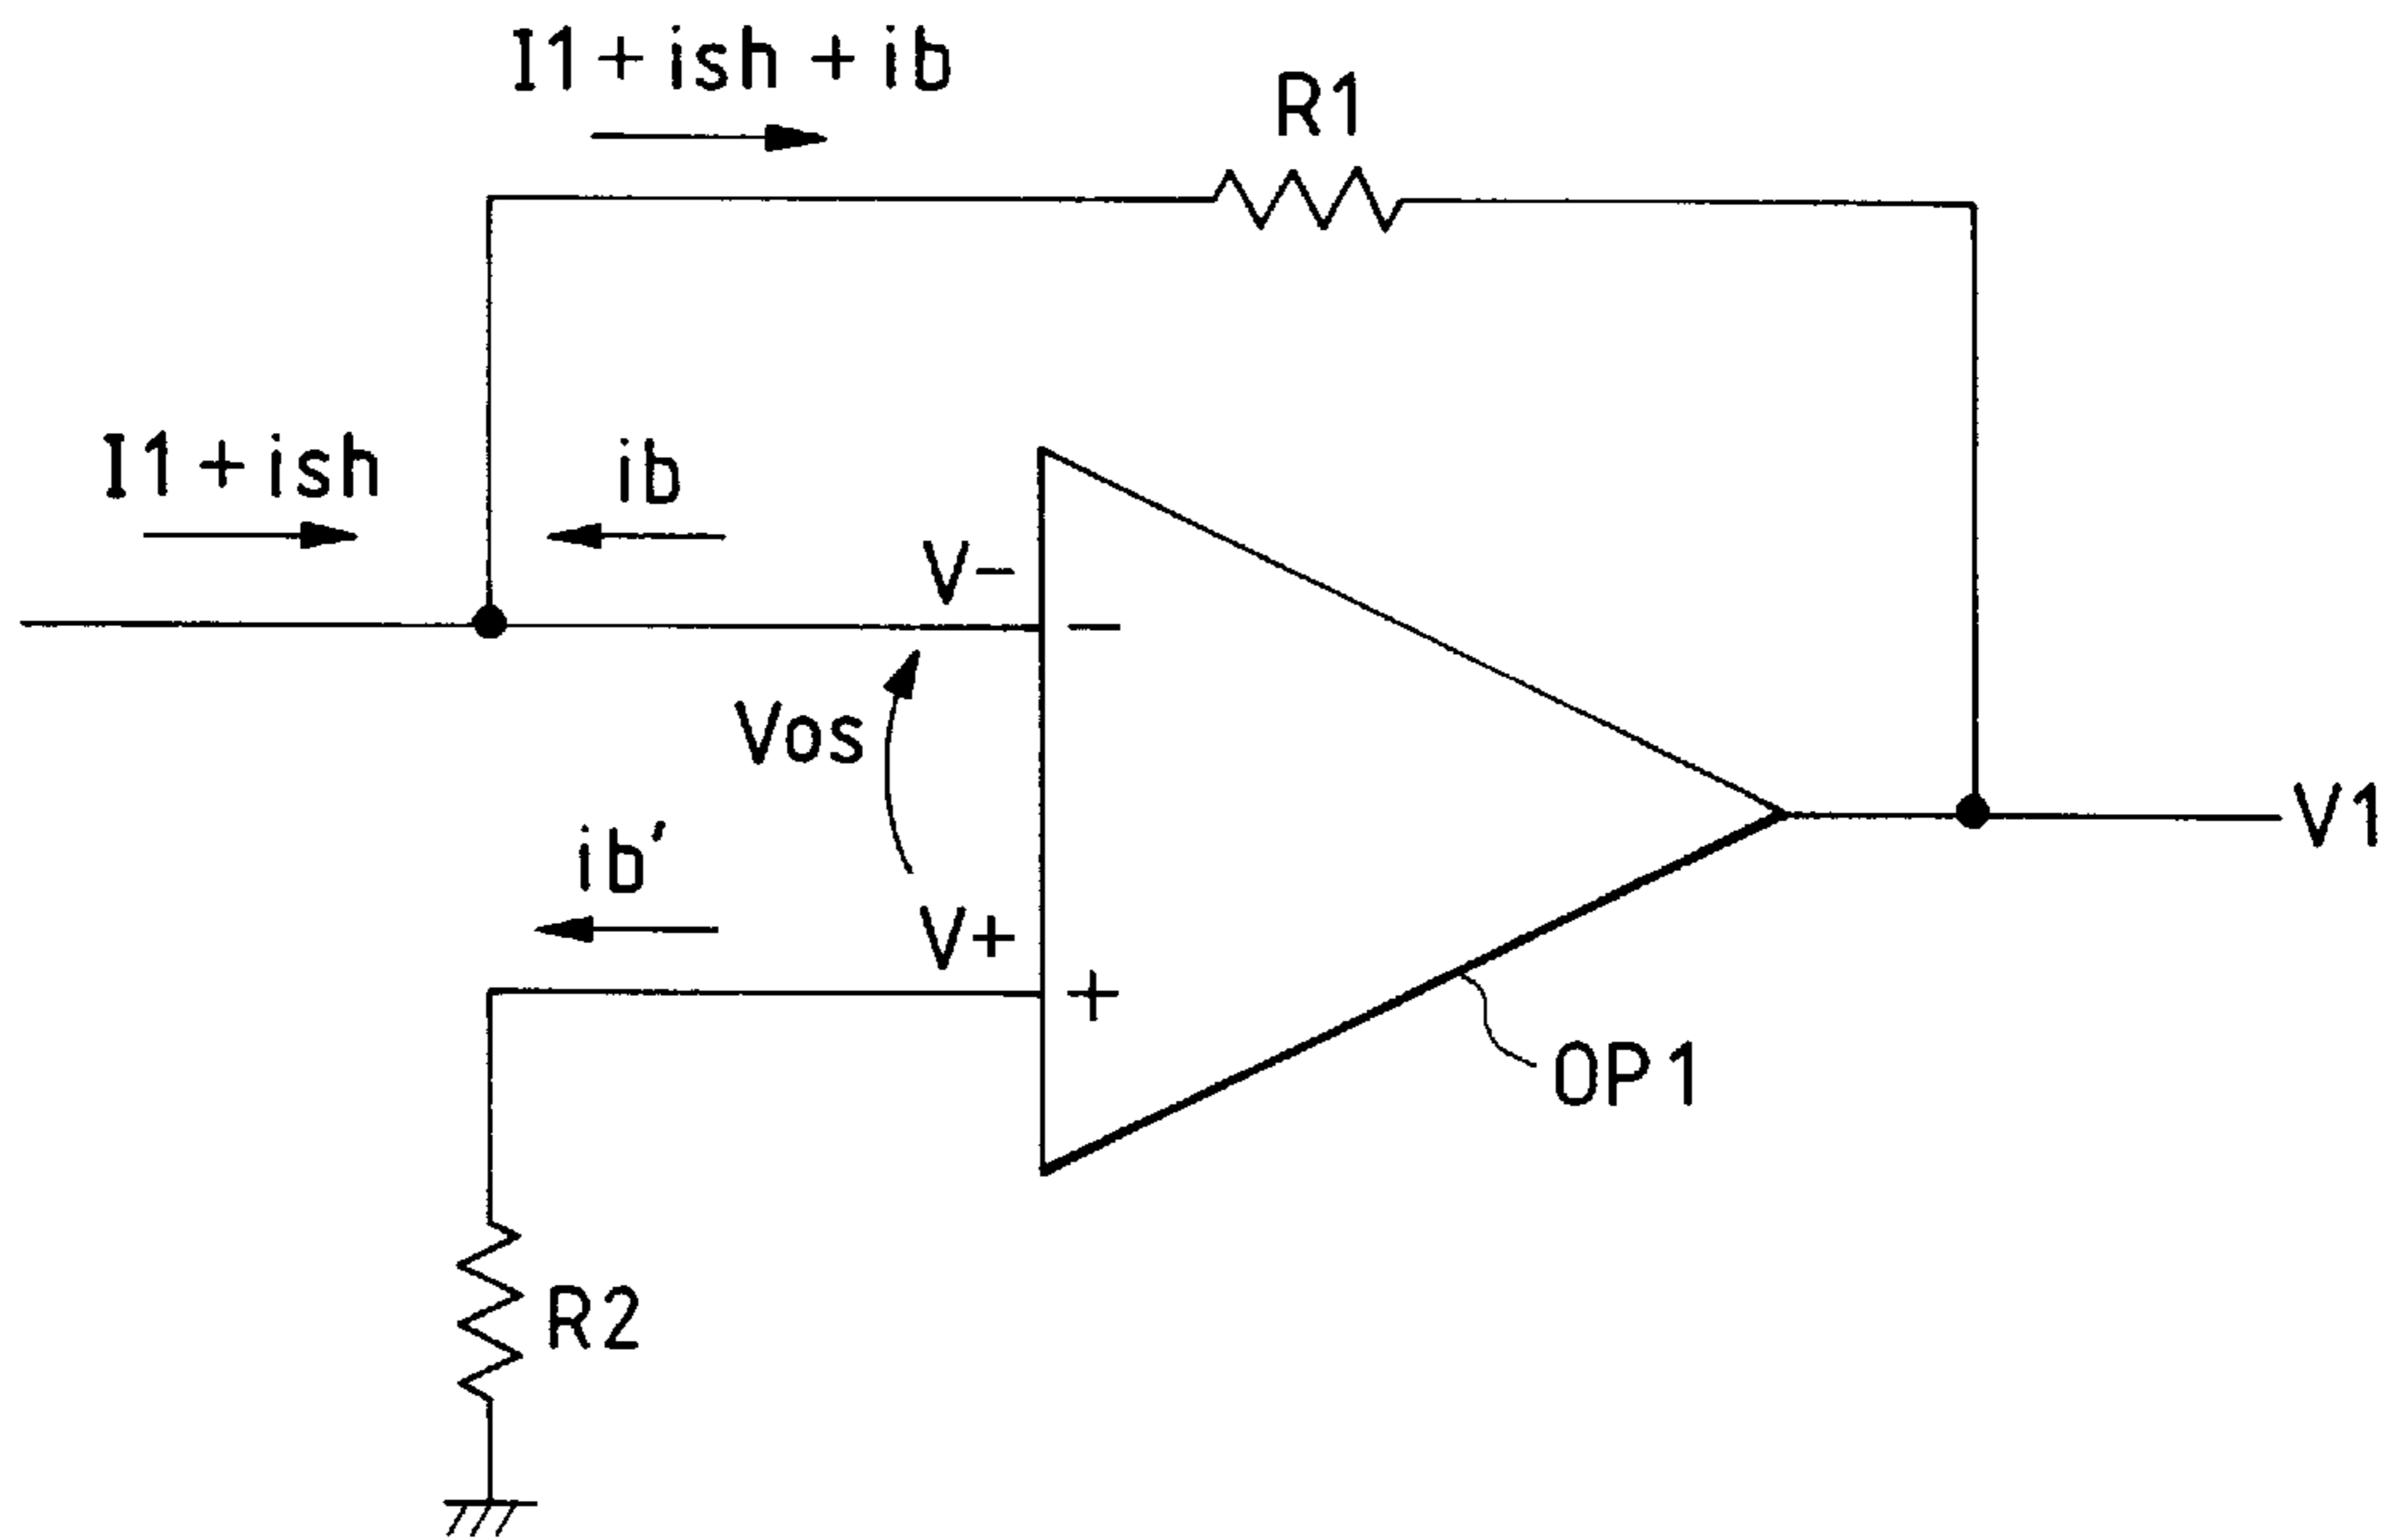 I1+ish+ib
R1
I1+ish
ib
V-
-
Vos
V1
ib′
V+
+
OP1
R2